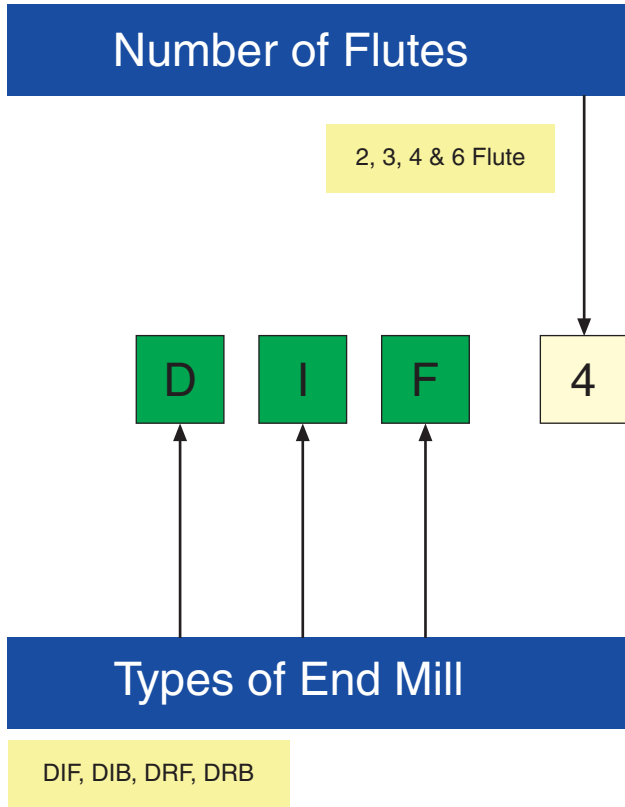 Number of Flutes
2, 3, 4 & 6 Flute
D I F 4
Types of End Mill
DIF, DIB, DRF, DRB